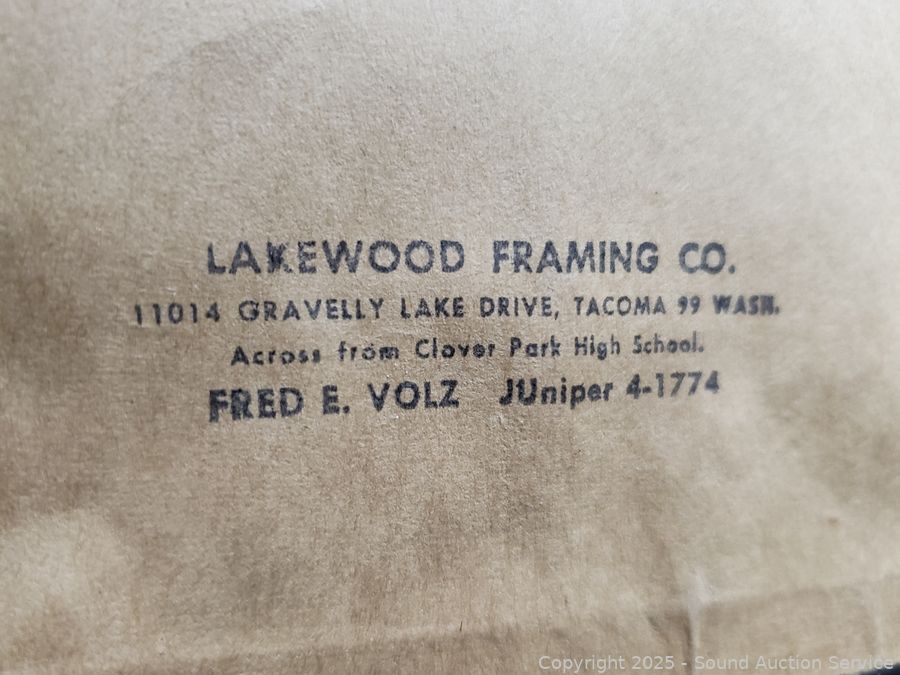 LAKEWOOD FRAMING CO.
11014 GRAVELLY LAKE DRIVE, TACOMA 99 WASH.
Across from Clover Park High School.
FRED E. VOLZ JUniper 4-1774
Copyright 2025 - Sound Auction Service